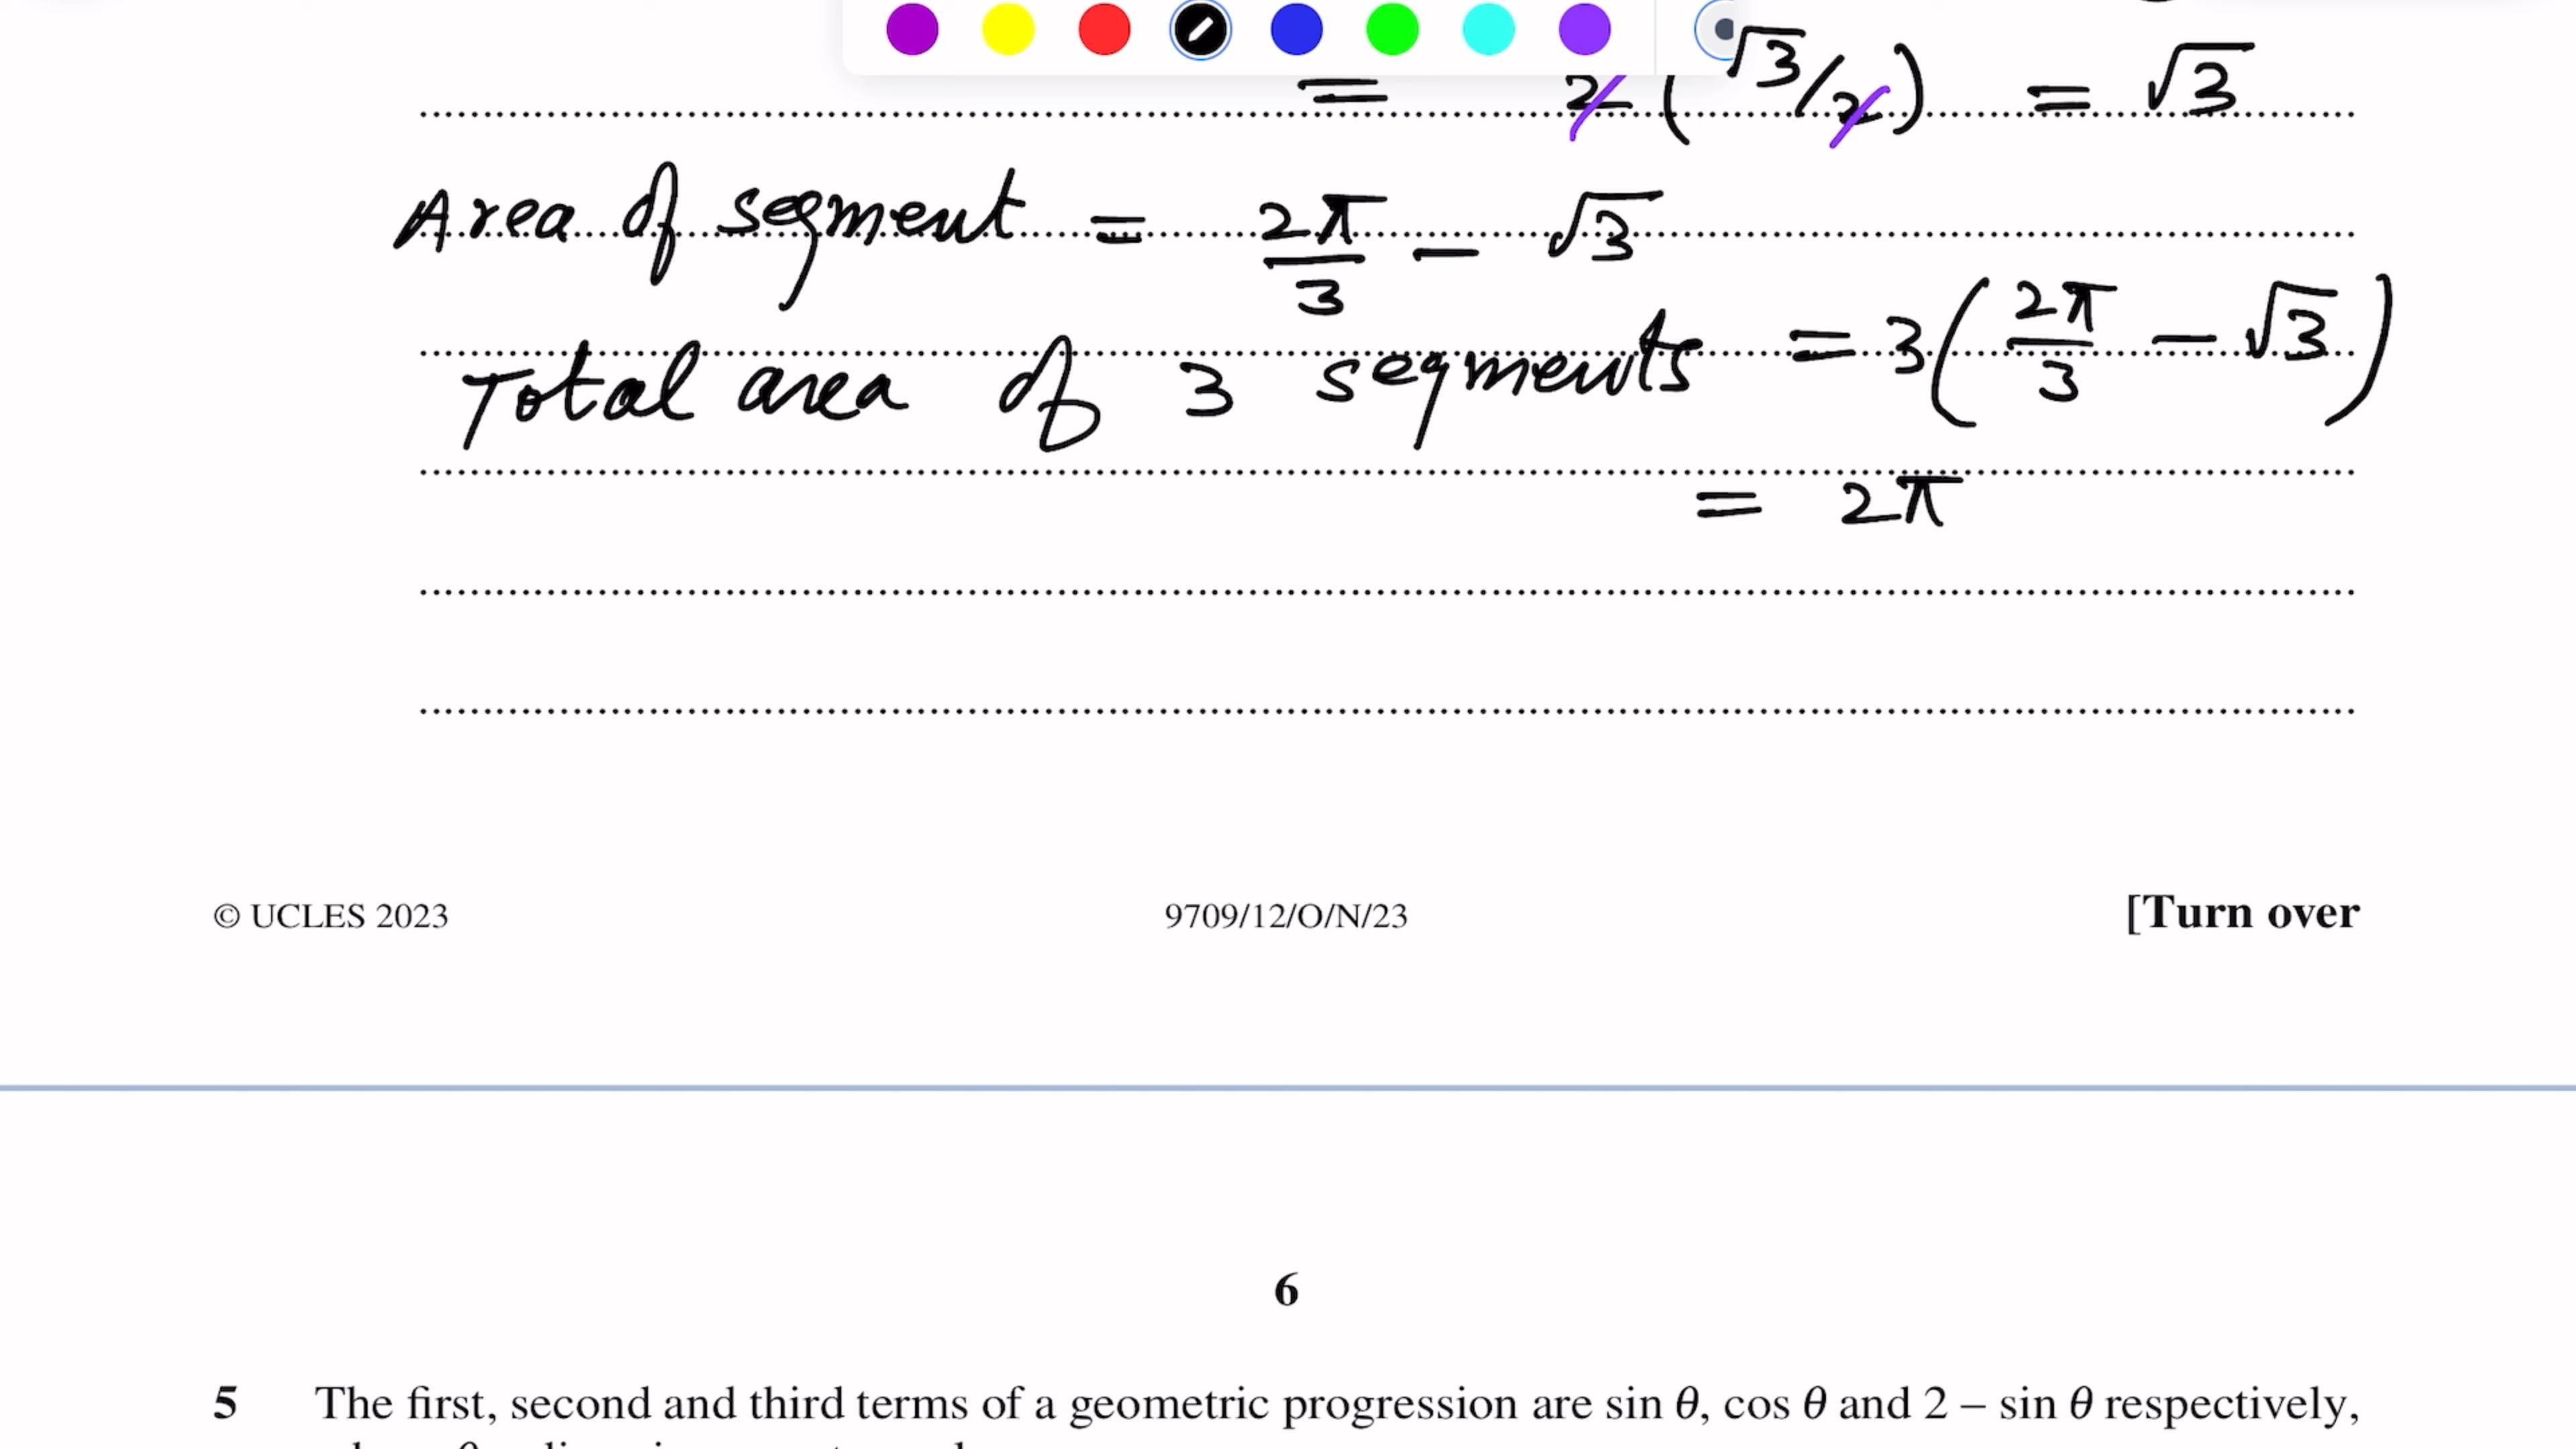 = 2 (√3/2) = √3
Area of segment = 2π/3 − √3
Total area of 3 segments = 3(2π/3 − √3)
= 2π
© UCLES 2023 9709/12/O/N/23 [Turn over
6
5 The first, second and third terms of a geometric progression are sin θ, cos θ and 2 − sin θ respectively,